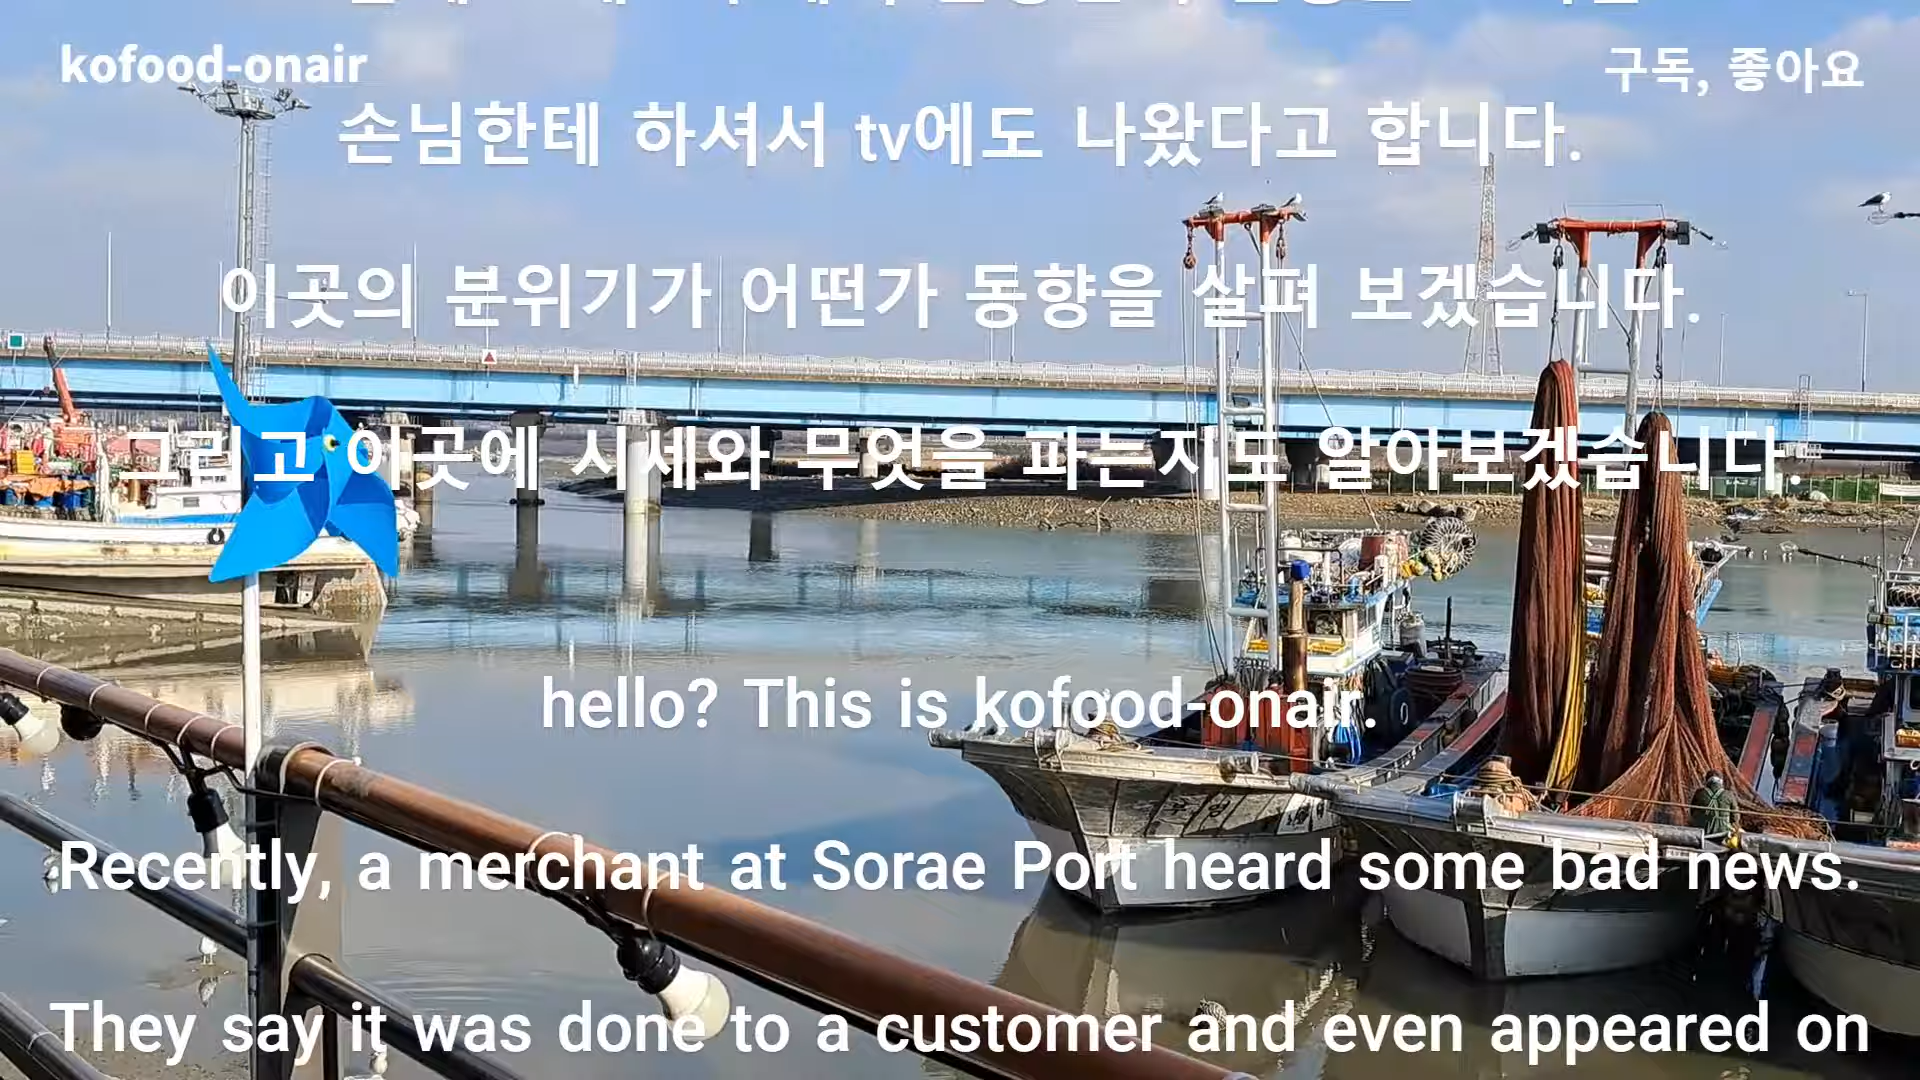 kofood-onair
구독, 좋아요
손님한테 하셔서 tv에도 나왔다고 합니다.
이곳의 분위기가 어떤가 동향을 살펴 보겠습니다.
그리고 이곳에 시세와 무엇을 파는지도 알아보겠습니다.
hello? This is kofood-onair.
Recently, a merchant at Sorae Port heard some bad news.
They say it was done to a customer and even appeared on